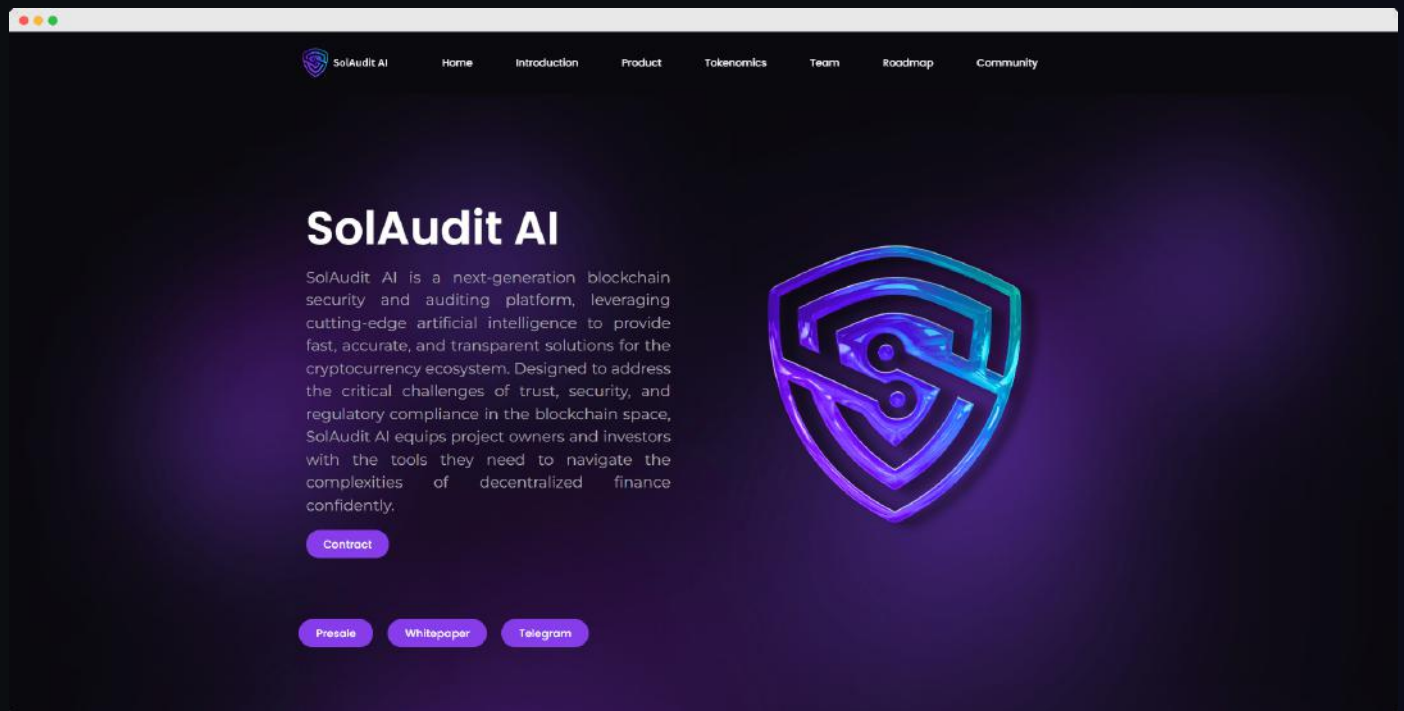 SolAudit AI Home Introduction Product Tokenomics Team Roadmap Community
SolAudit AI
SolAudit AI is a next-generation blockchain
security and auditing platform, leveraging
cutting-edge artificial intelligence to provide
fast, accurate, and transparent solutions for the
cryptocurrency ecosystem. Designed to address
the critical challenges of trust, security, and
regulatory compliance in the blockchain space,
SolAudit AI equips project owners and investors
with the tools they need to navigate the
complexities of decentralized finance
confidently.
Contract
Presale Whitepaper Telegram